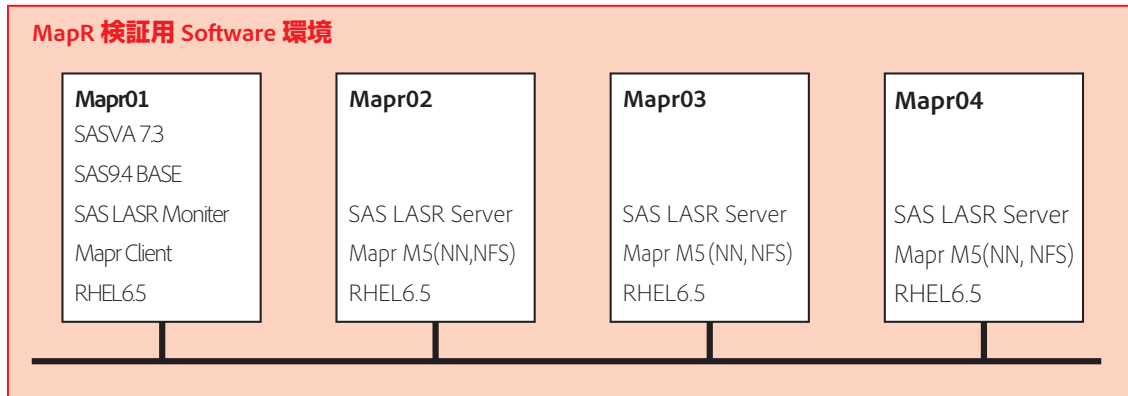 MapR 検証用 Software 環境
Mapr01
SASVA 7.3
SAS9.4 BASE
SAS LASR Moniter
Mapr Client
RHEL6.5
Mapr02
SAS LASR Server
Mapr M5(NN,NFS)
RHEL6.5
Mapr03
SAS LASR Server
Mapr M5 (NN, NFS)
RHEL6.5
Mapr04
SAS LASR Server
Mapr M5(NN, NFS)
RHEL6.5